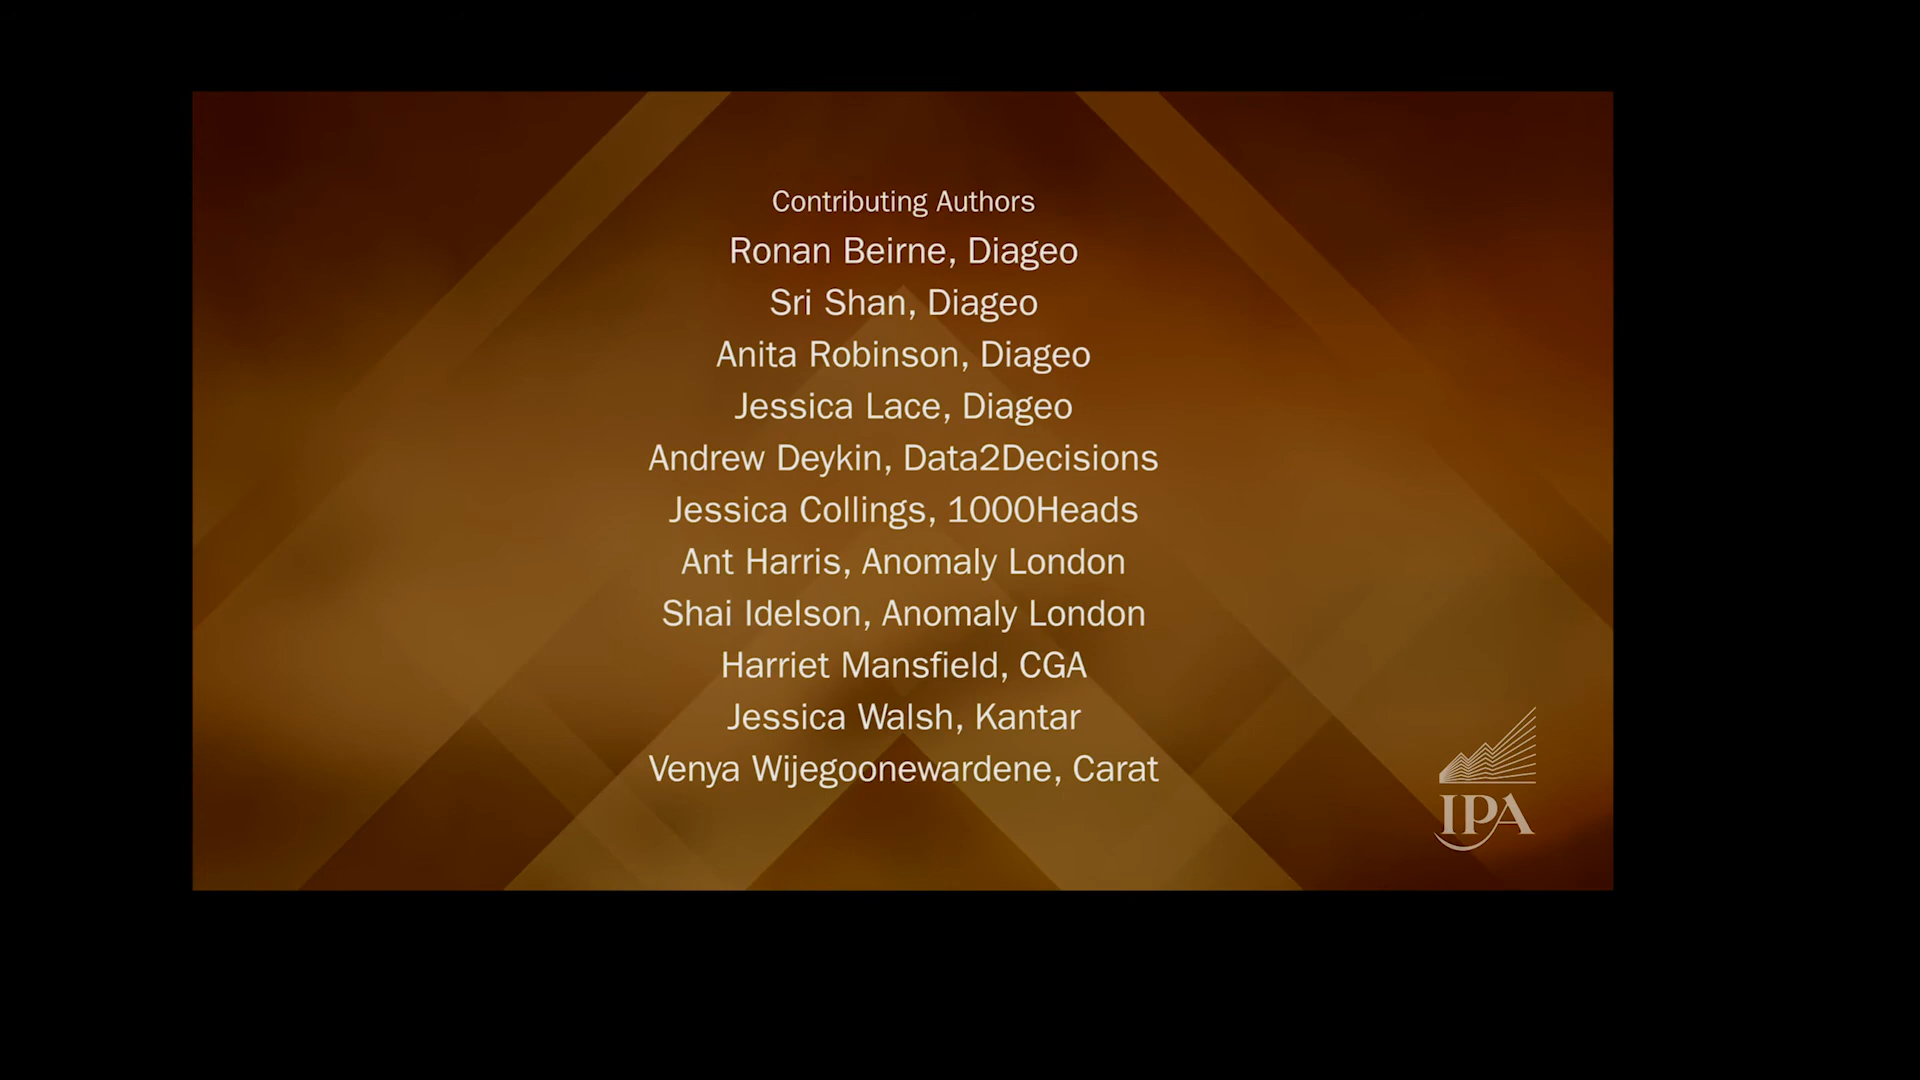 Contributing Authors
Ronan Beirne, Diageo
Sri Shan, Diageo
Anita Robinson, Diageo
Jessica Lace, Diageo
Andrew Deykin, Data2Decisions
Jessica Collings, 1000Heads
Ant Harris, Anomaly London
Shai Idelson, Anomaly London
Harriet Mansfield, CGA
Jessica Walsh, Kantar
Venya Wijegoonewardene, Carat
IPA